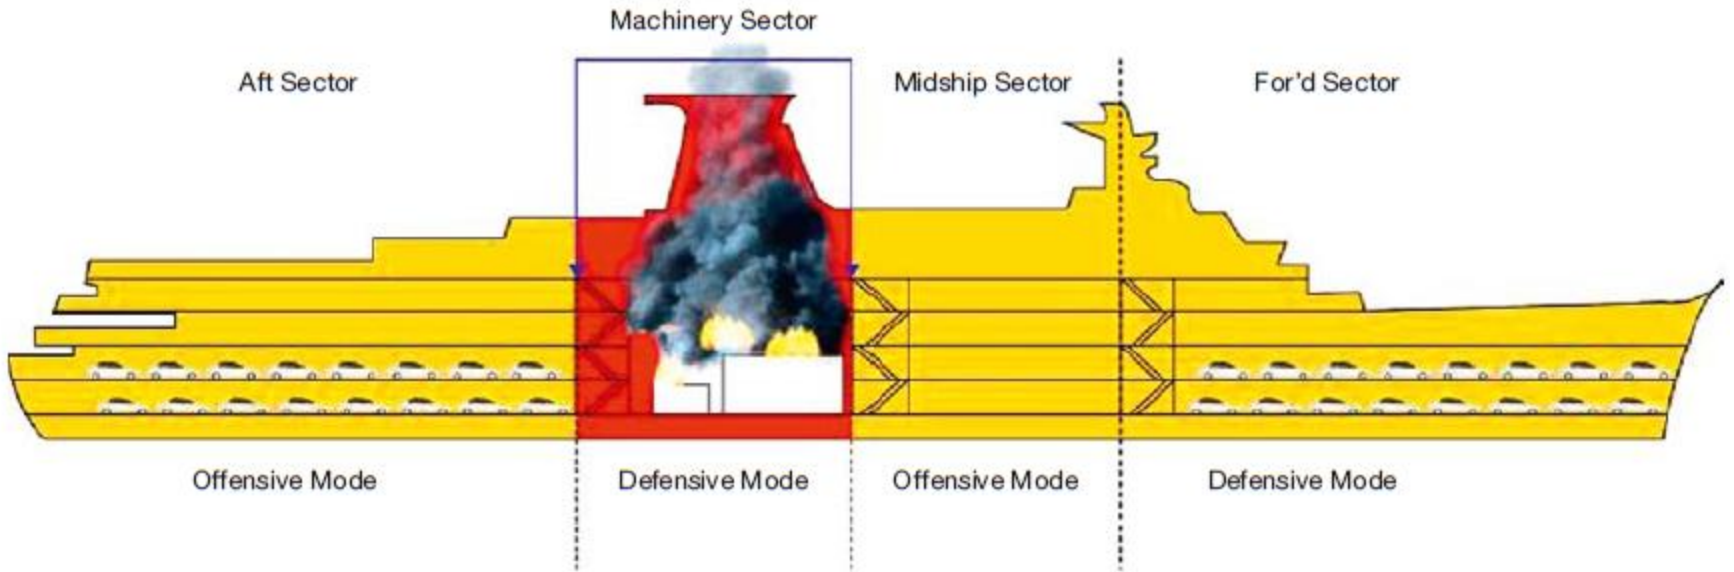 Machinery Sector
Aft Sector
Midship Sector
For'd Sector
Offensive Mode
Defensive Mode
Offensive Mode
Defensive Mode